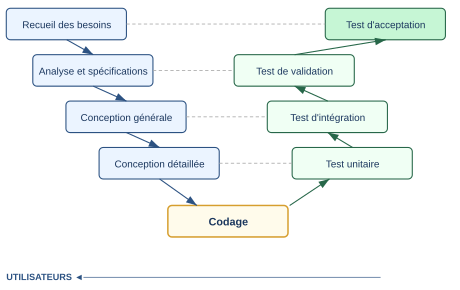 Recueil des besoins
Test d'acceptation
Analyse et spécifications
Test de validation
Conception générale
Test d'intégration
Conception détaillée
Test unitaire
Codage
UTILISATEURS